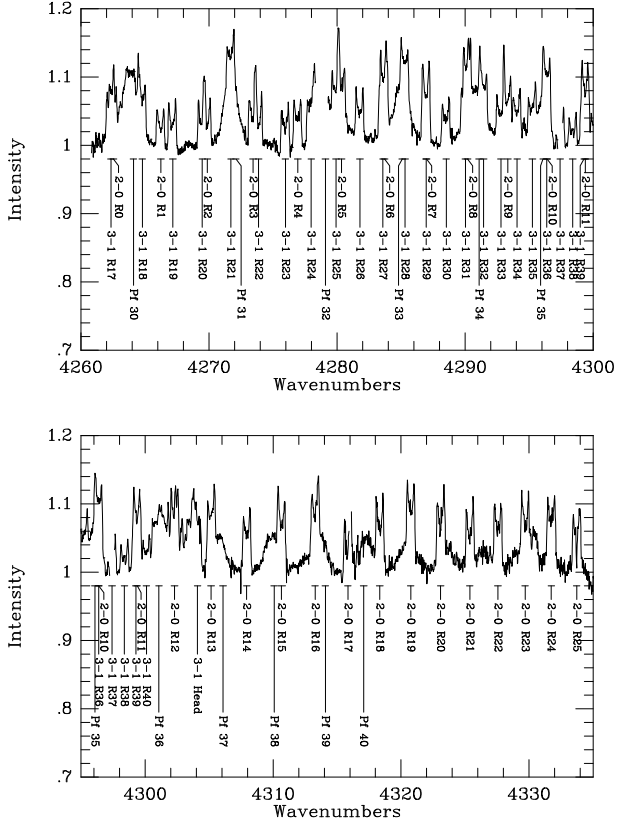 1.2
1.1
1
.9
.8
.7
Intensity
2-0 R0
2-0 R1
2-0 R2
2-0 R3
2-0 R4
2-0 R5
2-0 R6
2-0 R7
2-0 R8
2-0 R9
2-0 R10
2-0 R11
3-1 R17
3-1 R18
3-1 R19
3-1 R20
3-1 R21
3-1 R22
3-1 R23
3-1 R24
3-1 R25
3-1 R26
3-1 R27
3-1 R28
3-1 R29
3-1 R30
3-1 R31
3-1 R32
3-1 R33
3-1 R34
3-1 R35
3-1 R36
3-1 R37
3-1 R38
3-1 R39
Pf 30
Pf 31
Pf 32
Pf 33
Pf 34
Pf 35
4260
4270
4280
4290
4300
Wavenumbers
1.2
1.1
1
.9
.8
.7
Intensity
2-0 R10
2-0 R11
2-0 R12
2-0 R13
2-0 R14
2-0 R15
2-0 R16
2-0 R17
2-0 R18
2-0 R19
2-0 R20
2-0 R21
2-0 R22
2-0 R23
2-0 R24
2-0 R25
3-1 R36
3-1 R37
3-1 R38
3-1 R39
3-1 R40
3-1 Head
Pf 35
Pf 36
Pf 37
Pf 38
Pf 39
Pf 40
4300
4310
4320
4330
Wavenumbers